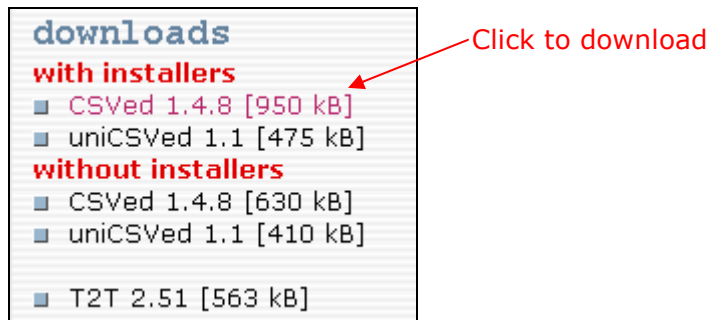 downloads
Click to download
with installers
CSVed 1.4.8 [950 kB]
uniCSVed 1.1 [475 kB]
without installers
CSVed 1.4.8 [630 kB]
uniCSVed 1.1 [410 kB]
T2T 2.51 [563 kB]